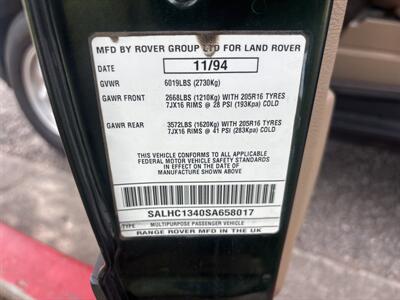 MFD BY ROVER GROUP LTD FOR LAND ROVER
DATE 11/94
GVWR 6019LBS (2730Kg)
GAWR FRONT 2668LBS (1210Kg) WITH 205R16 TYRES
7JX16 RIMS @ 28 PSI (193Kpa) COLD
GAWR REAR 3572LBS (1620Kg) WITH 205R16 TYRES
7JX16 RIMS @ 41 PSI (283Kpa) COLD
THIS VEHICLE CONFORMS TO ALL APPLICABLE
FEDERAL MOTOR VEHICLE SAFETY STANDARDS
IN EFFECT ON THE DATE OF
MANUFACTURE SHOWN ABOVE
SALHC1340SA658017
TYPE MULTIPURPOSE PASSENGER VEHICLE
RANGE ROVER MFD IN THE UK